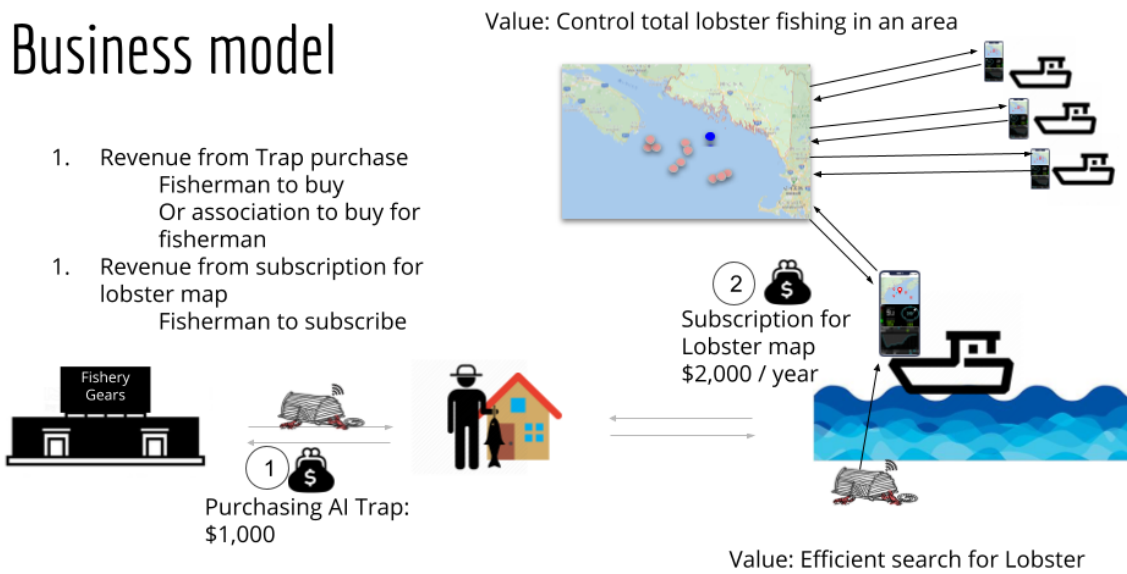 Business model
Value: Control total lobster fishing in an area
1. Revenue from Trap purchase
Fisherman to buy
Or association to buy for
fisherman
1. Revenue from subscription for
lobster map
Fisherman to subscribe
2
$
Subscription for
Lobster map
$2,000 / year
Fishery
Gears
1
$
Purchasing AI Trap:
$1,000
Value: Efficient search for Lobster